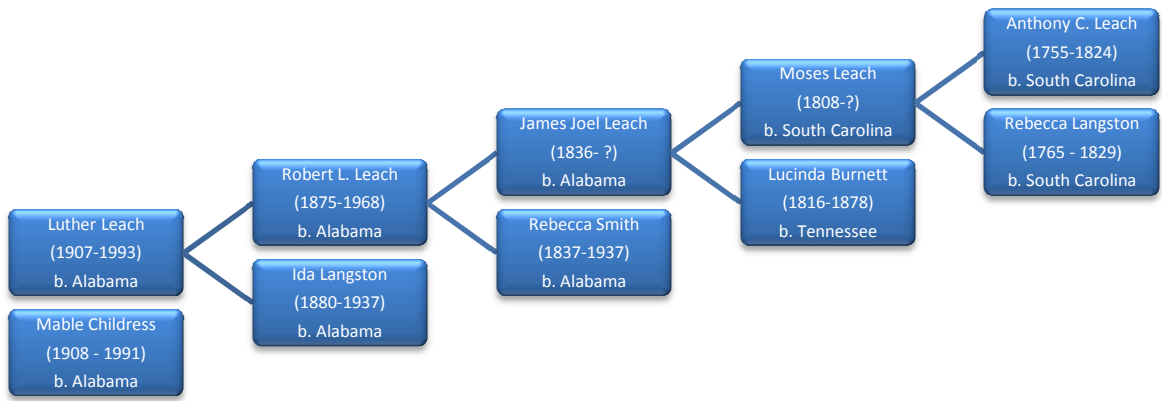 Luther Leach
(1907-1993)
b. Alabama
Mable Childress
(1908 - 1991)
b. Alabama
Robert L. Leach
(1875-1968)
b. Alabama
Ida Langston
(1880-1937)
b. Alabama
James Joel Leach
(1836- ?)
b. Alabama
Rebecca Smith
(1837-1937)
b. Alabama
Moses Leach
(1808-?)
b. South Carolina
Lucinda Burnett
(1816-1878)
b. Tennessee
Anthony C. Leach
(1755-1824)
b. South Carolina
Rebecca Langston
(1765 - 1829)
b. South Carolina